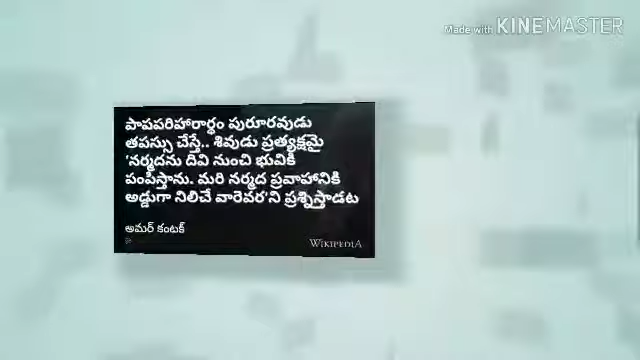 Made with KINEMASTER
పాపపరిహారార్థం పురూరవుడు
తపస్సు చేస్తే.. శివుడు ప్రత్యక్షమై
'నర్మదను దివి నుంచి భువికి
పంపిస్తాను. మరి నర్మద ప్రవాహానికి
అడ్డుగా నిలిచే వారెవర'ని ప్రశ్నిస్తాడట
అమర్ కంటక్
WIKIPEDIA